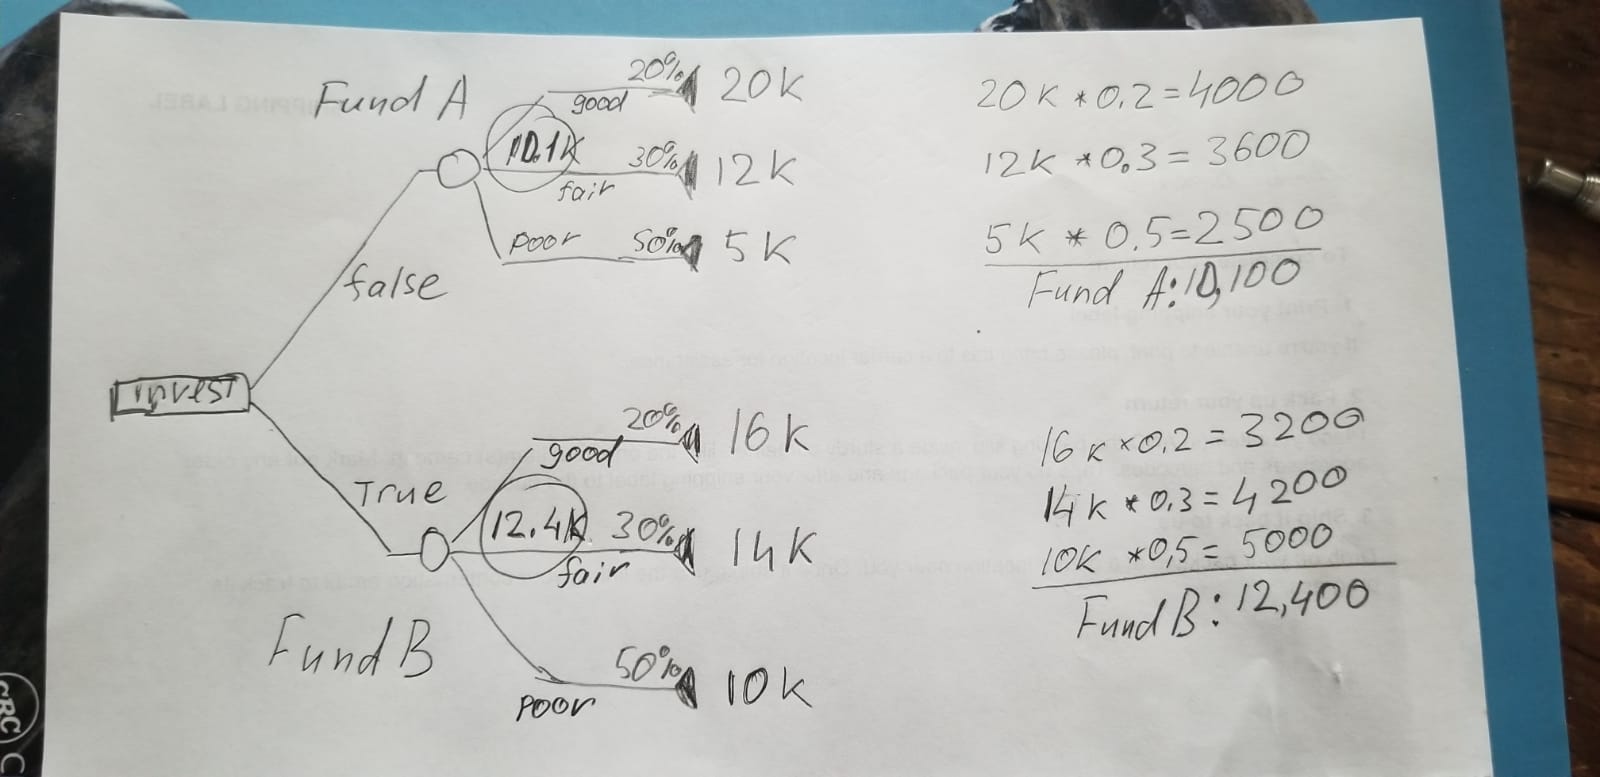 Fund A
20%
good
20K
10.1K
30%
fair
12K
poor
50%
5K
false
invest
True
20%
good
16K
12.4K
30%
fair
14K
Fund B
50%
poor
10K
20K * 0.2 = 4000
12K * 0.3 = 3600
5K * 0.5 = 2500
Fund A: 10,100
16K × 0.2 = 3200
14K * 0.3 = 4200
10K * 0,5 = 5000
Fund B: 12,400
CRC
C